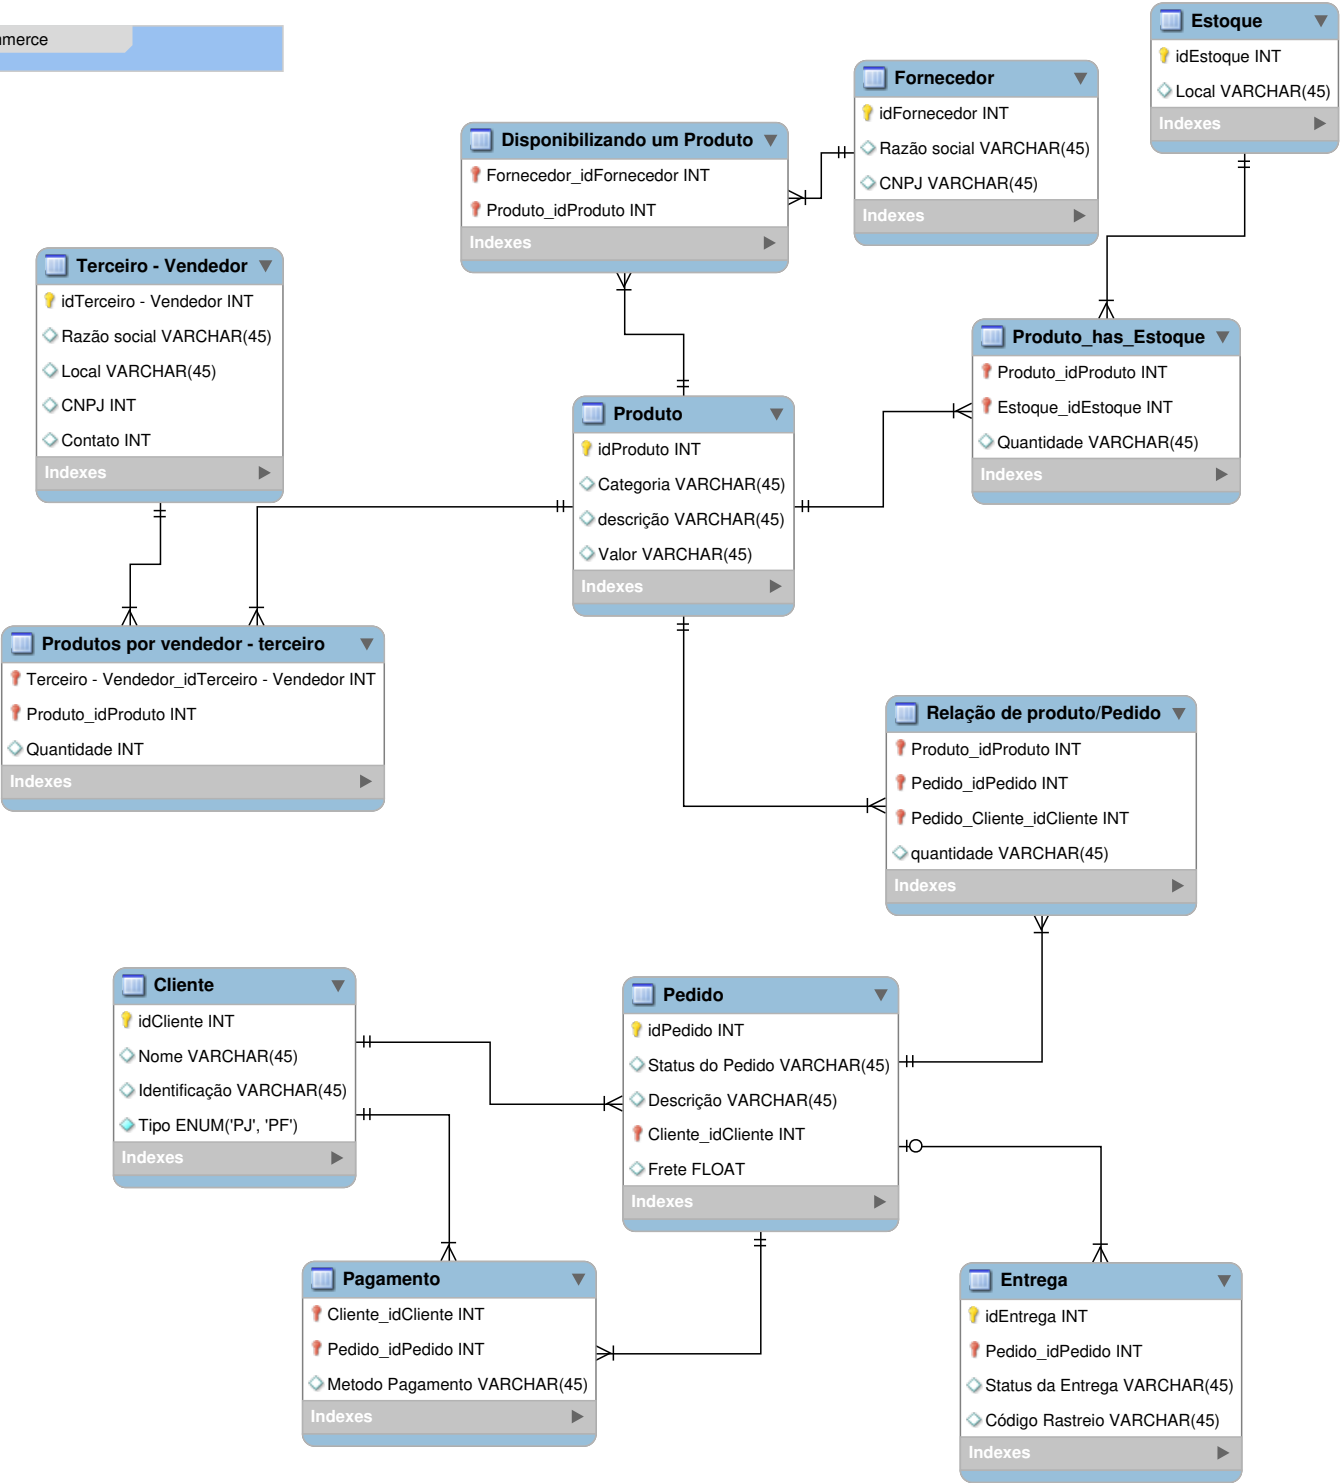 merce
Estoque
idEstoque INT
Local VARCHAR(45)
Indexes
Fornecedor
idFornecedor INT
Razão social VARCHAR(45)
CNPJ VARCHAR(45)
Indexes
Disponibilizando um Produto
Fornecedor_idFornecedor INT
Produto_idProduto INT
Indexes
Terceiro - Vendedor
idTerceiro - Vendedor INT
Razão social VARCHAR(45)
Local VARCHAR(45)
CNPJ INT
Contato INT
Indexes
Produto_has_Estoque
Produto_idProduto INT
Estoque_idEstoque INT
Quantidade VARCHAR(45)
Indexes
Produto
idProduto INT
Categoria VARCHAR(45)
descrição VARCHAR(45)
Valor VARCHAR(45)
Indexes
Produtos por vendedor - terceiro
Terceiro - Vendedor_idTerceiro - Vendedor INT
Produto_idProduto INT
Quantidade INT
Indexes
Relação de produto/Pedido
Produto_idProduto INT
Pedido_idPedido INT
Pedido_Cliente_idCliente INT
quantidade VARCHAR(45)
Indexes
Cliente
idCliente INT
Nome VARCHAR(45)
Identificação VARCHAR(45)
Tipo ENUM('PJ', 'PF')
Indexes
Pedido
idPedido INT
Status do Pedido VARCHAR(45)
Descrição VARCHAR(45)
Cliente_idCliente INT
Frete FLOAT
Indexes
Pagamento
Cliente_idCliente INT
Pedido_idPedido INT
Metodo Pagamento VARCHAR(45)
Indexes
Entrega
idEntrega INT
Pedido_idPedido INT
Status da Entrega VARCHAR(45)
Código Rastreio VARCHAR(45)
Indexes